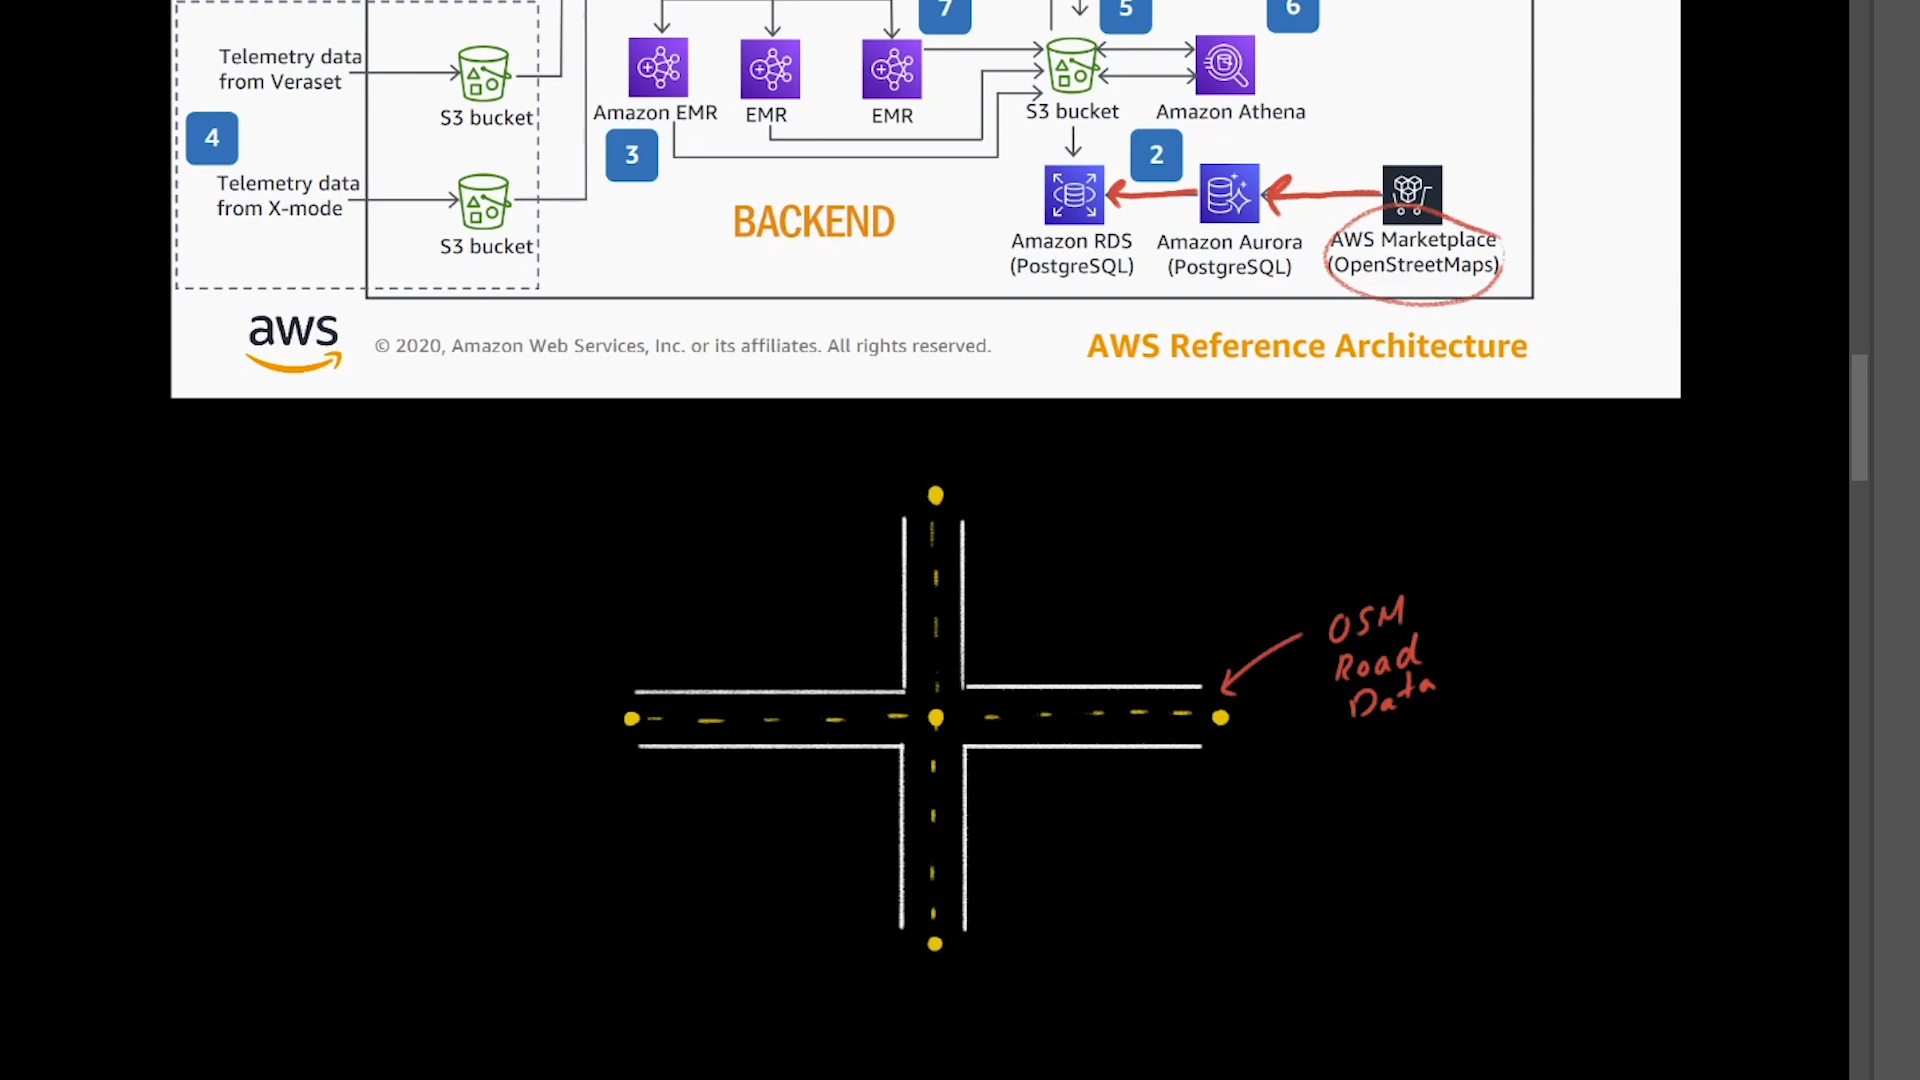 7
5
6
Telemetry data
from Veraset
S3 bucket
Amazon EMR
EMR
EMR
S3 bucket
Amazon Athena
4
3
2
Telemetry data
from X-mode
S3 bucket
BACKEND
Amazon RDS
(PostgreSQL)
Amazon Aurora
(PostgreSQL)
AWS Marketplace
(OpenStreetMaps)
aws
© 2020, Amazon Web Services, Inc. or its affiliates. All rights reserved.
AWS Reference Architecture
OSM
Road
Data